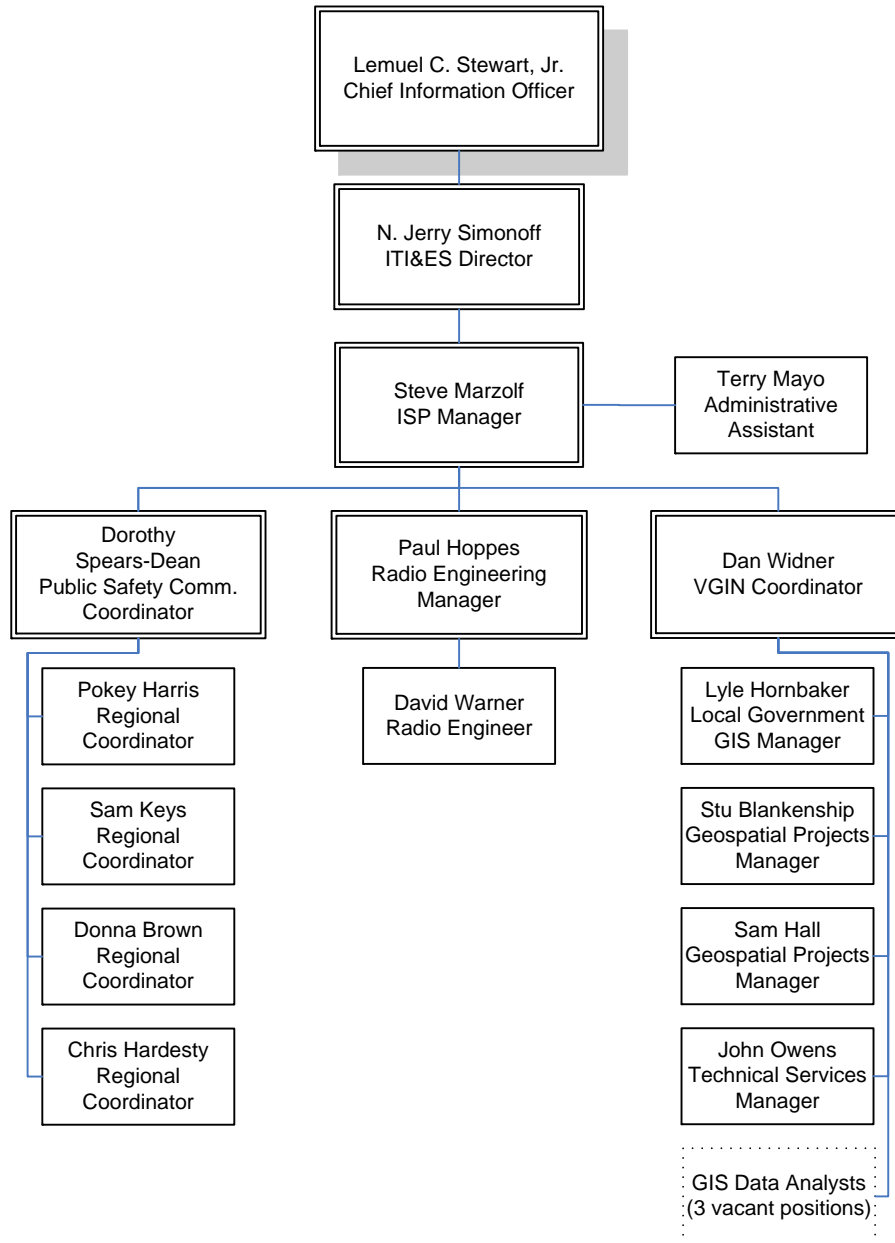 Lemuel C. Stewart, Jr.
Chief Information Officer
N. Jerry Simonoff
ITI&ES Director
Steve Marzolf
ISP Manager
Terry Mayo
Administrative
Assistant
Dorothy
Spears-Dean
Public Safety Comm.
Coordinator
Paul Hoppes
Radio Engineering
Manager
Dan Widner
VGIN Coordinator
Pokey Harris
Regional
Coordinator
Sam Keys
Regional
Coordinator
Donna Brown
Regional
Coordinator
Chris Hardesty
Regional
Coordinator
David Warner
Radio Engineer
Lyle Hornbaker
Local Government
GIS Manager
Stu Blankenship
Geospatial Projects
Manager
Sam Hall
Geospatial Projects
Manager
John Owens
Technical Services
Manager
GIS Data Analysts
(3 vacant positions)